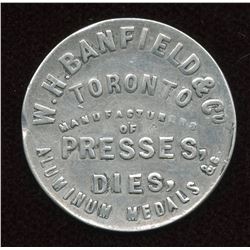 W.H. BANFIELD & Co
TORONTO
MANUFACTURERS
OF
PRESSES,
DIES,
ALUMINUM MEDALS &c